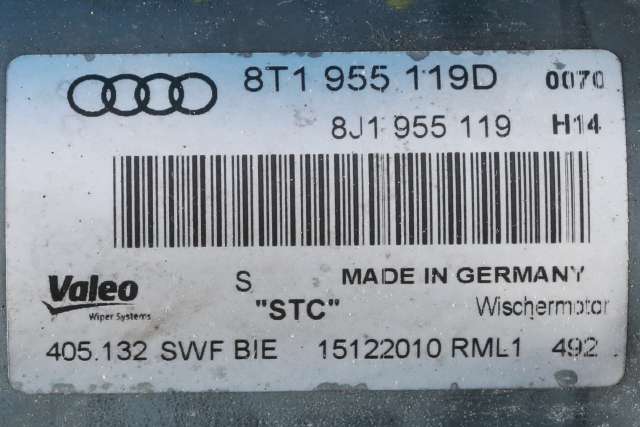 8T1 955 119D 0070
8J1 955 119 H14
Valeo S MADE IN GERMANY
Wiper Systems "STC" Wischermotor
405.132 SWF BIE 15122010 RML1 492